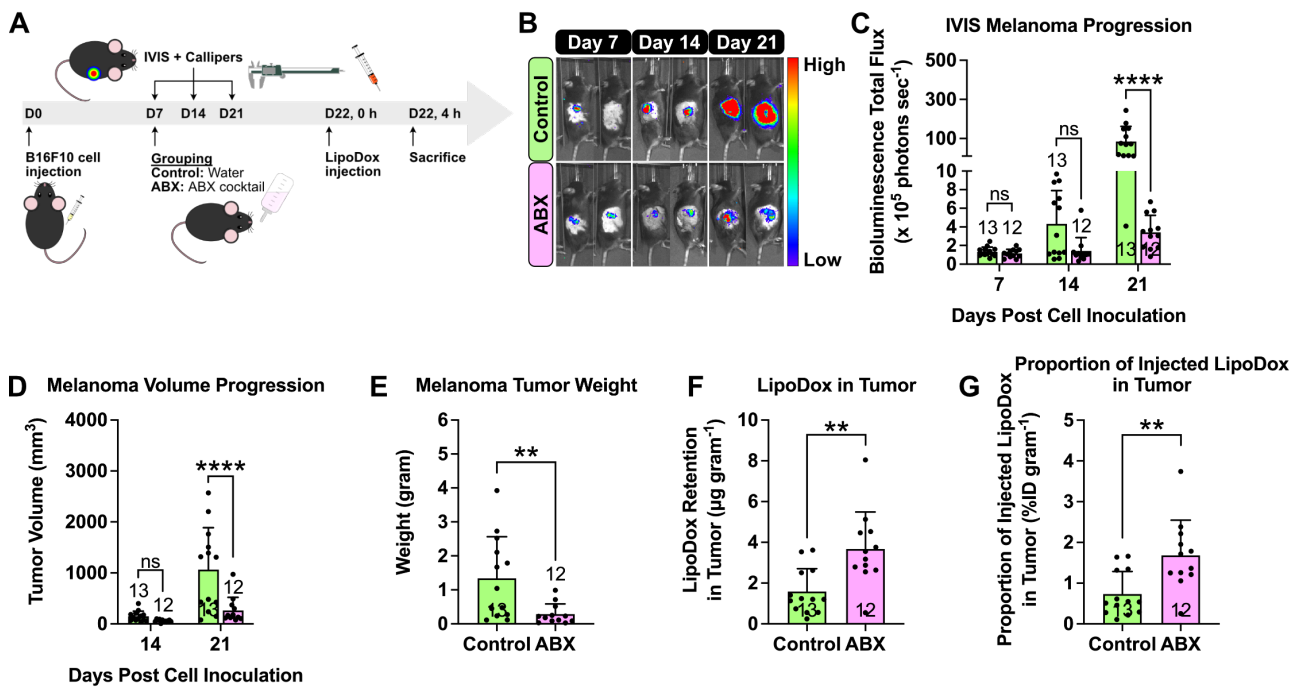 A
IVIS + Callipers
D0
D7
D14
D21
D22, 0 h
D22, 4 h
B16F10 cell
injection
Grouping
Control: Water
ABX: ABX cocktail
LipoDox
injection
Sacrifice
B
Day 7
Day 14
Day 21
Control
ABX
High
Low
C
IVIS Melanoma Progression
Bioluminescence Total Flux
(x 10⁵ photons sec⁻¹)
500
300
100
10
8
6
4
2
0
ns
13
12
ns
13
12
****
13
12
7
14
21
Days Post Cell Inoculation
D
Melanoma Volume Progression
Tumor Volume (mm³)
4000
3000
2000
1000
0
ns
13
12
****
13
12
14
21
Days Post Cell Inoculation
E
Melanoma Tumor Weight
Weight (gram)
6
5
4
3
2
1
0
**
13
12
Control ABX
F
LipoDox in Tumor
LipoDox Retention
in Tumor (µg gram⁻¹)
10
8
6
4
2
0
**
13
12
Control ABX
G
Proportion of Injected LipoDox
in Tumor
Proportion of Injected LipoDox
in Tumor (%ID gram⁻¹)
5
4
3
2
1
0
**
13
12
Control ABX